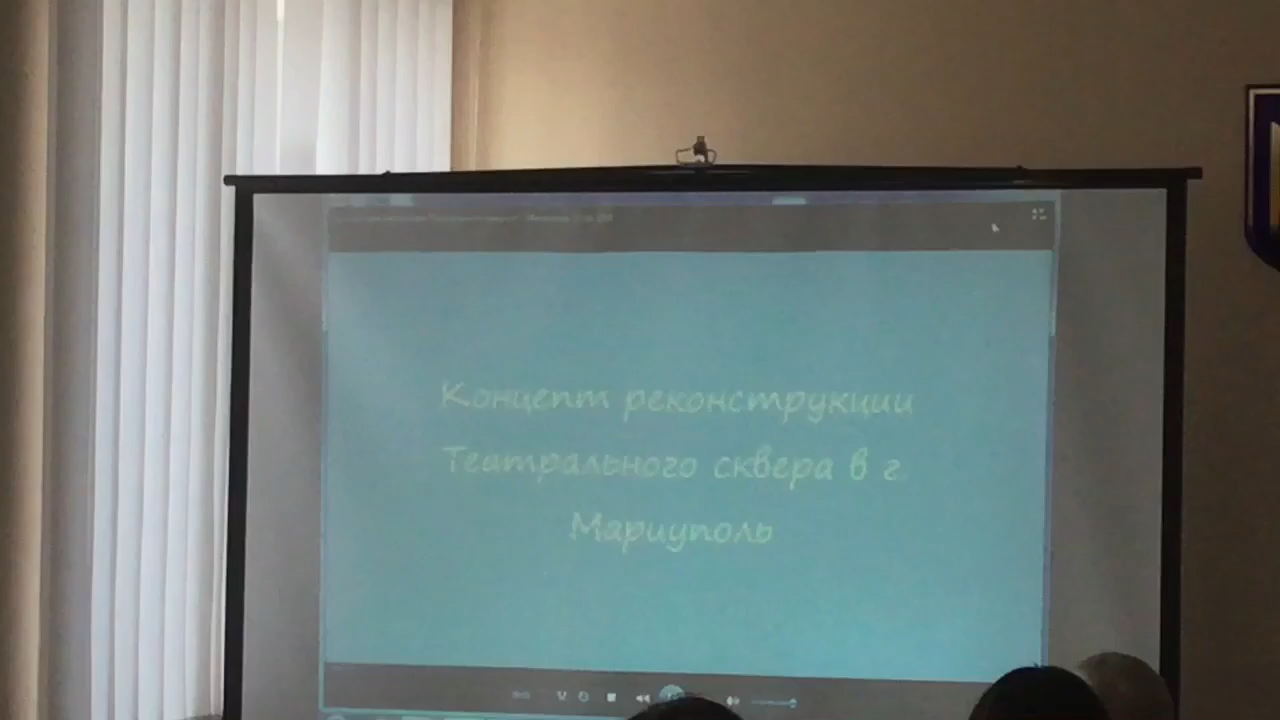 Концепт реконструкции
Театрального сквера в г.
Мариуполь